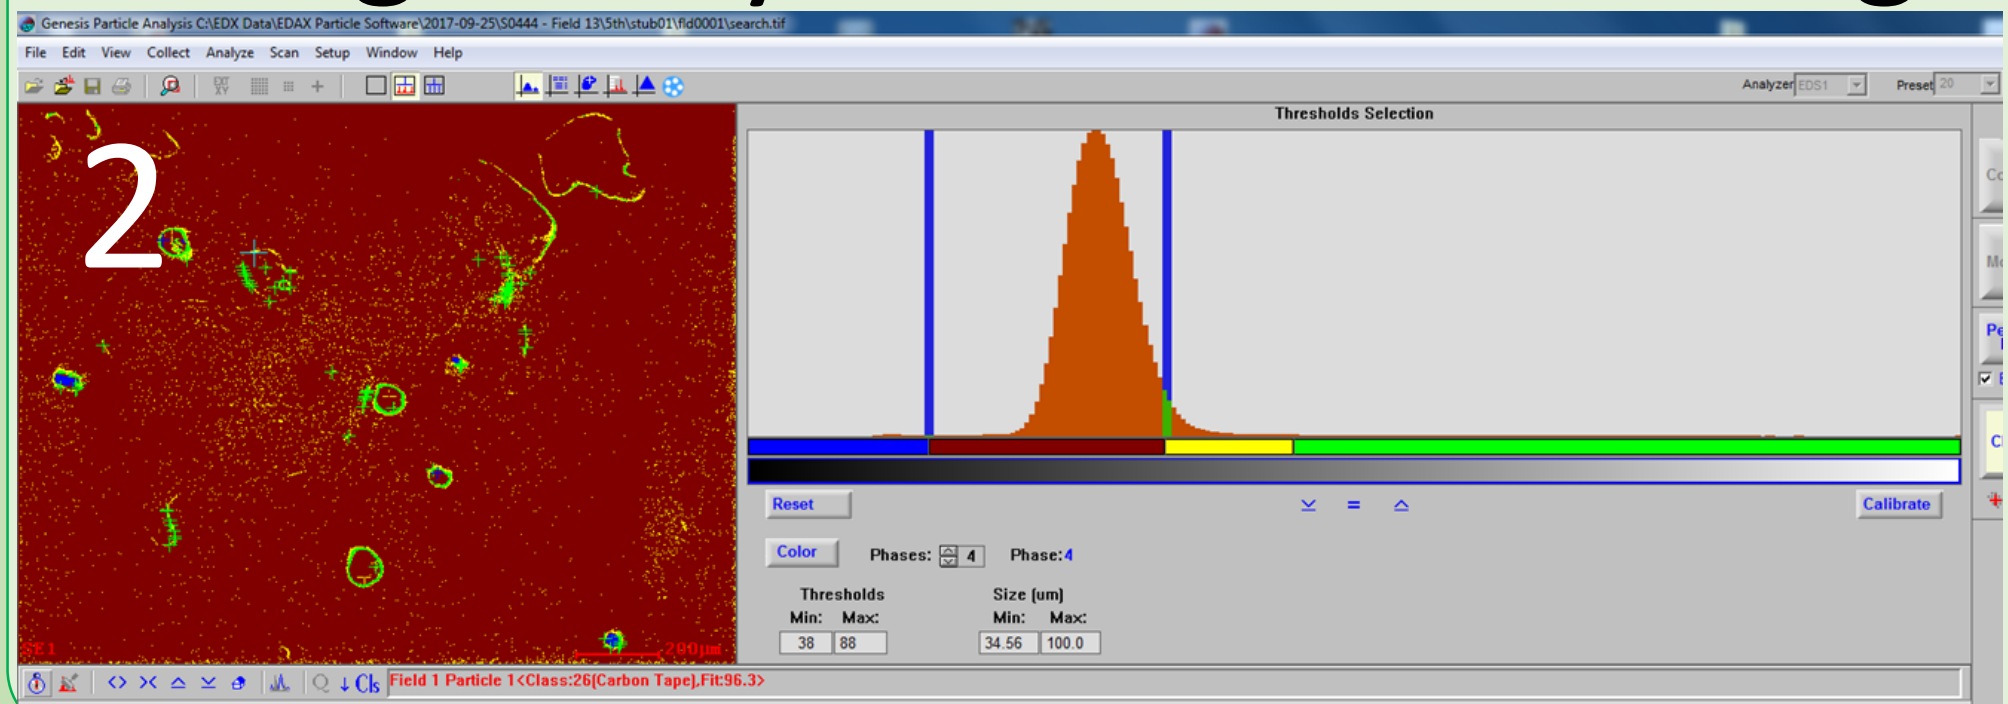 Genesis Particle Analysis C:\EDX Data\EDAX Particle Software\2017-09-25\S0444 - Field 13\5th\stub01\fld0001\search.tif
File Edit View Collect Analyze Scan Setup Window Help
Analyzer EDS1 Preset 20
Thresholds Selection
2
Reset
Calibrate
Color Phases: 4 Phase:4
Thresholds Size (um)
Min: Max: Min: Max:
38 88 34.56 100.0
SE1 200µm
Q Cls Field 1 Particle 1<Class:26(Carbon Tape),Fit:96.3>